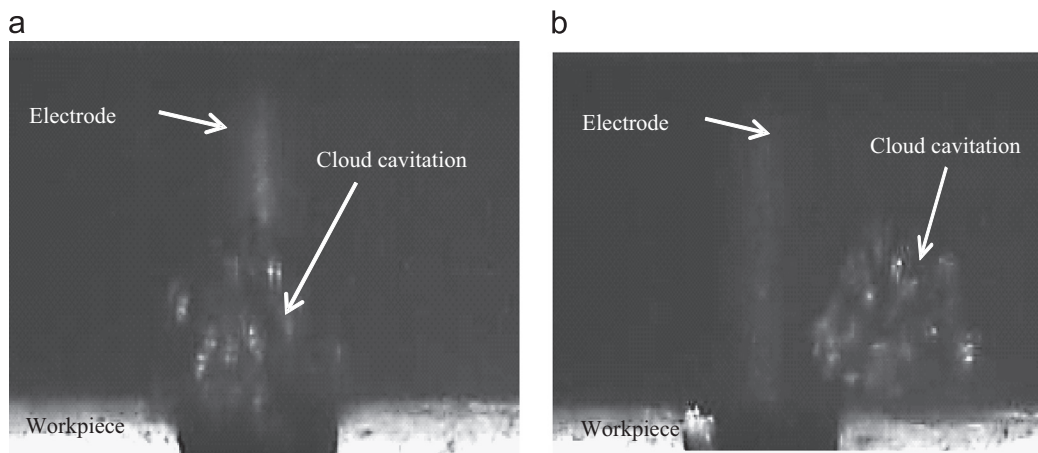 a
Electrode
Cloud cavitation
Workpiece
b
Electrode
Cloud cavitation
Workpiece